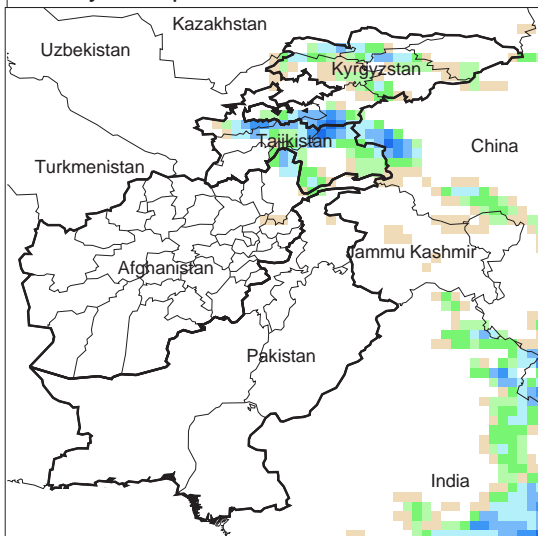 Kazakhstan
Uzbekistan
Kyrgyzstan
Tajikistan
China
Turkmenistan
Jammu Kashmir
Afghanistan
Pakistan
India